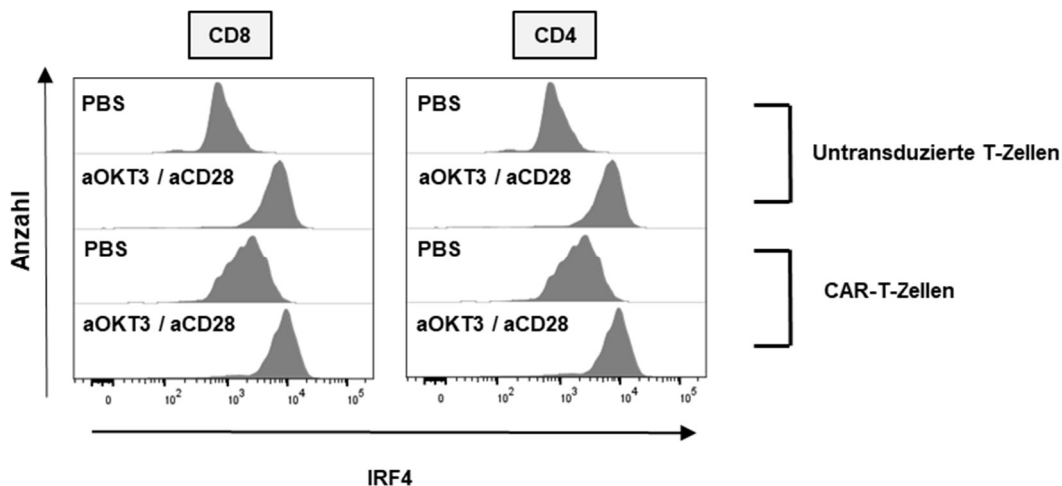 CD8
CD4
PBS
PBS
aOKT3 / aCD28
aOKT3 / aCD28
Untransduzierte T-Zellen
Anzahl
PBS
PBS
CAR-T-Zellen
aOKT3 / aCD28
aOKT3 / aCD28
0 10² 10³ 10⁴ 10⁵
0 10² 10³ 10⁴ 10⁵
IRF4